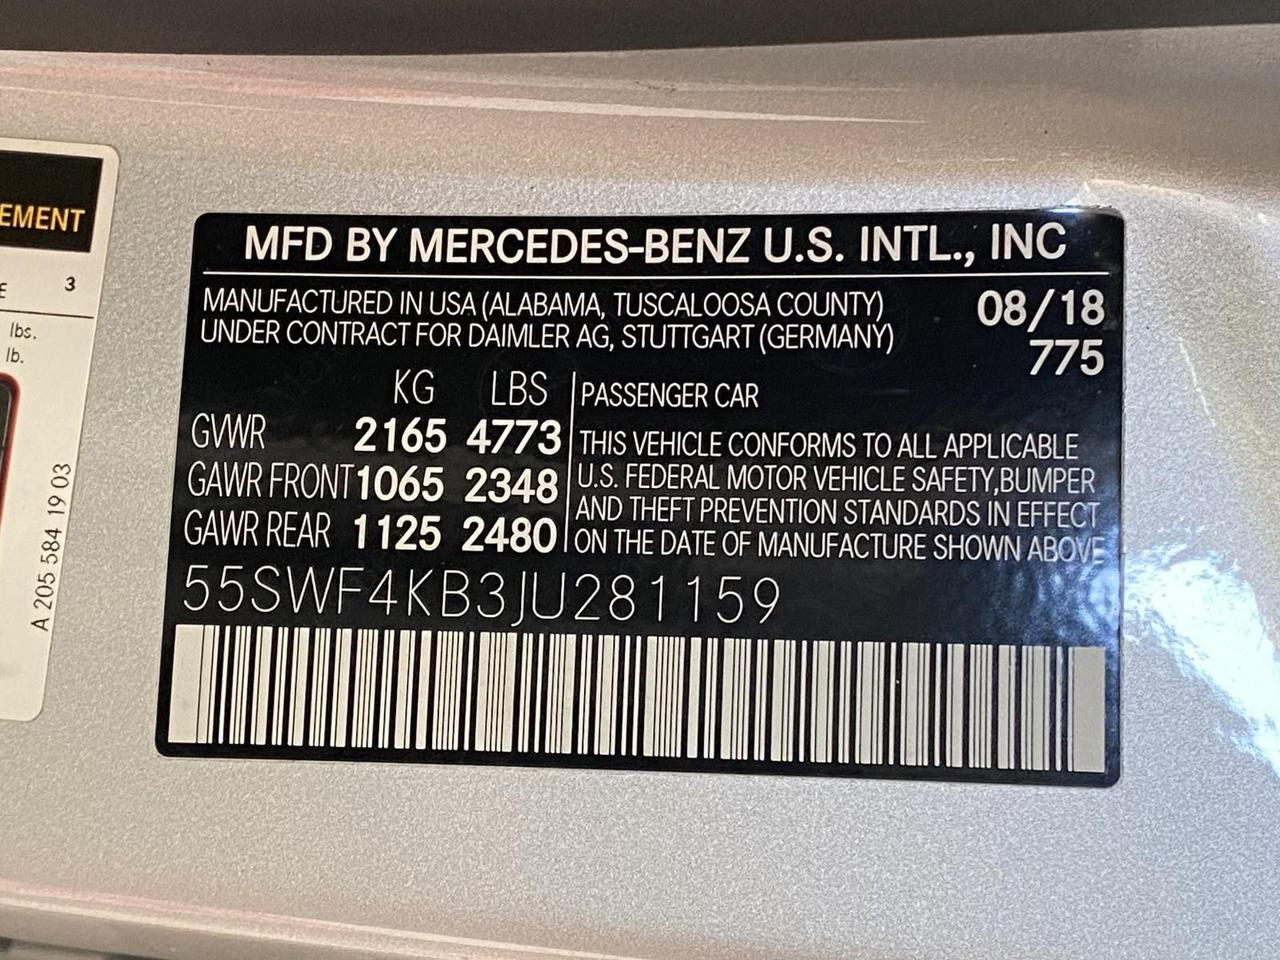 EMENT
E 3
lbs.
lb.
A 205 584 19 03
MFD BY MERCEDES-BENZ U.S. INTL., INC
MANUFACTURED IN USA (ALABAMA, TUSCALOOSA COUNTY) 08/18
UNDER CONTRACT FOR DAIMLER AG, STUTTGART (GERMANY) 775
KG LBS PASSENGER CAR
GVWR 2165 4773 THIS VEHICLE CONFORMS TO ALL APPLICABLE
GAWR FRONT 1065 2348 U.S. FEDERAL MOTOR VEHICLE SAFETY,BUMPER
AND THEFT PREVENTION STANDARDS IN EFFECT
GAWR REAR 1125 2480 ON THE DATE OF MANUFACTURE SHOWN ABOVE
55SWF4KB3JU281159